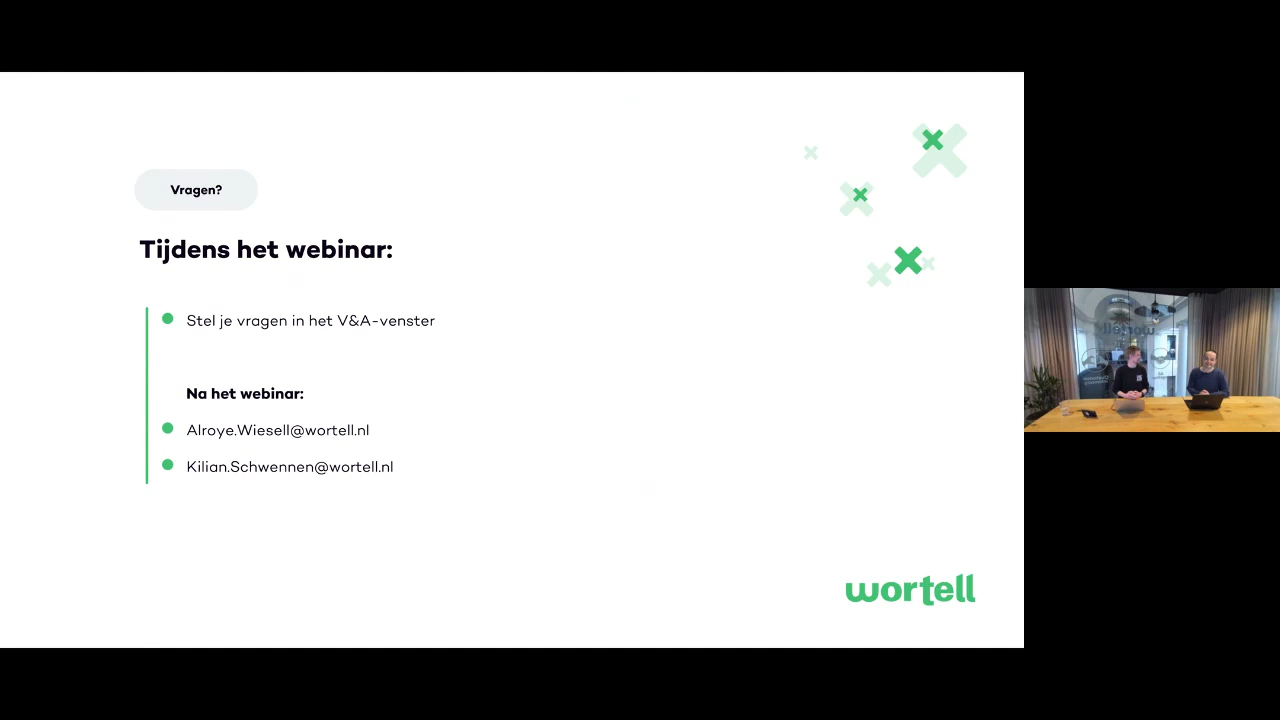 Vragen?
Tijdens het webinar:
Stel je vragen in het V&A-venster
Na het webinar:
Alroye.Wiesell@wortell.nl
Kilian.Schwennen@wortell.nl
wortell
wortell